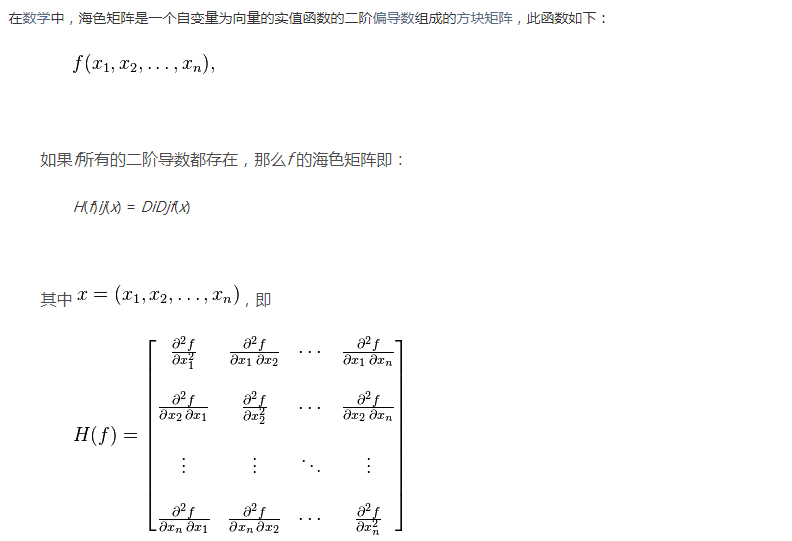 在数学中，海色矩阵是一个自变量为向量的实值函数的二阶偏导数组成的方块矩阵，此函数如下：
f(x₁, x₂, . . . , xₙ),
如果f所有的二阶导数都存在，那么f的海色矩阵即：
H(f)ij(x) = DiDjf(x)
其中 x = (x₁, x₂, . . . , xₙ)，即
H(f) = [ ∂²f/∂x₁² ∂²f/∂x₁ ∂x₂ ⋯ ∂²f/∂x₁ ∂xₙ
∂²f/∂x₂ ∂x₁ ∂²f/∂x₂² ⋯ ∂²f/∂x₂ ∂xₙ
⋮ ⋮ ⋱ ⋮
∂²f/∂xₙ ∂x₁ ∂²f/∂xₙ ∂x₂ ⋯ ∂²f/∂xₙ² ]